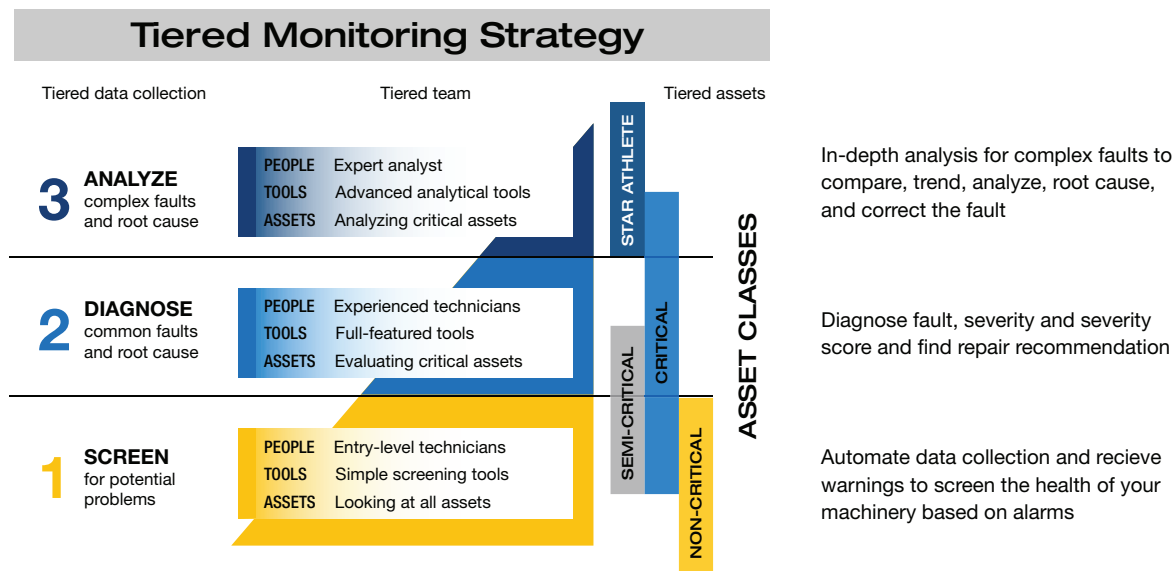 Tiered Monitoring Strategy
Tiered data collection
Tiered team
Tiered assets
3
ANALYZE
complex faults
and root cause
PEOPLE Expert analyst
TOOLS Advanced analytical tools
ASSETS Analyzing critical assets
In-depth analysis for complex faults to
compare, trend, analyze, root cause,
and correct the fault
2
DIAGNOSE
common faults
and root cause
PEOPLE Experienced technicians
TOOLS Full-featured tools
ASSETS Evaluating critical assets
Diagnose fault, severity and severity
score and find repair recommendation
1
SCREEN
for potential
problems
PEOPLE Entry-level technicians
TOOLS Simple screening tools
ASSETS Looking at all assets
Automate data collection and recieve
warnings to screen the health of your
machinery based on alarms
STAR ATHLETE
SEMI-CRITICAL
CRITICAL
NON-CRITICAL
ASSET CLASSES